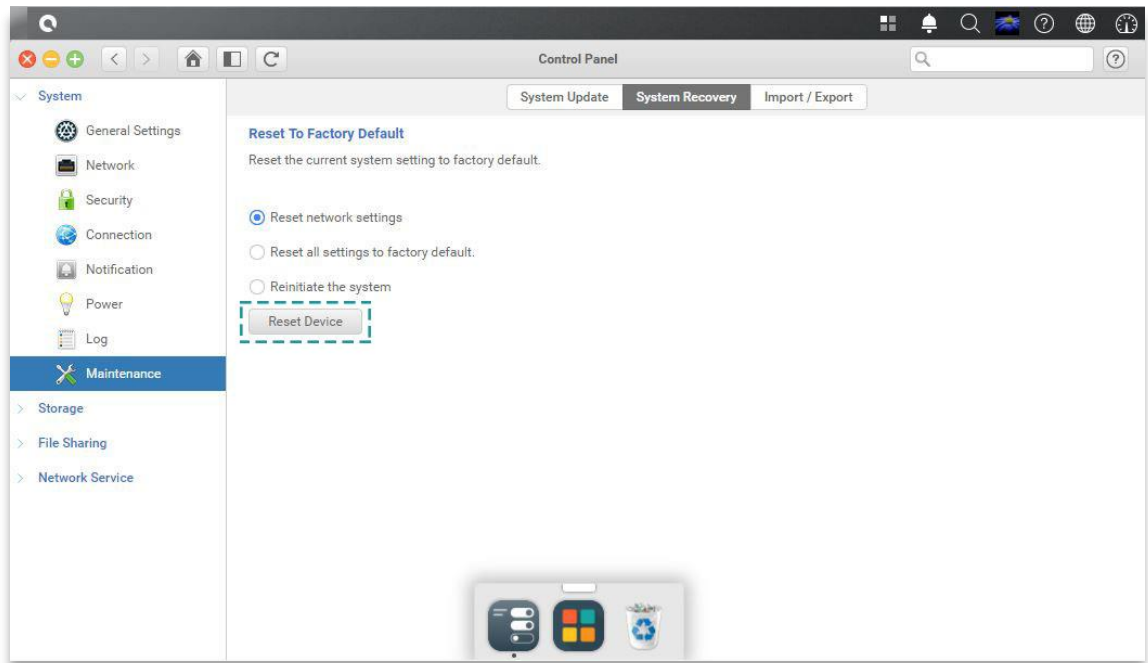 Control Panel
System
General Settings
Network
Security
Connection
Notification
Power
Log
Maintenance
Storage
File Sharing
Network Service
System Update
System Recovery
Import / Export
Reset To Factory Default
Reset the current system setting to factory default.
Reset network settings
Reset all settings to factory default.
Reinitiate the system
Reset Device